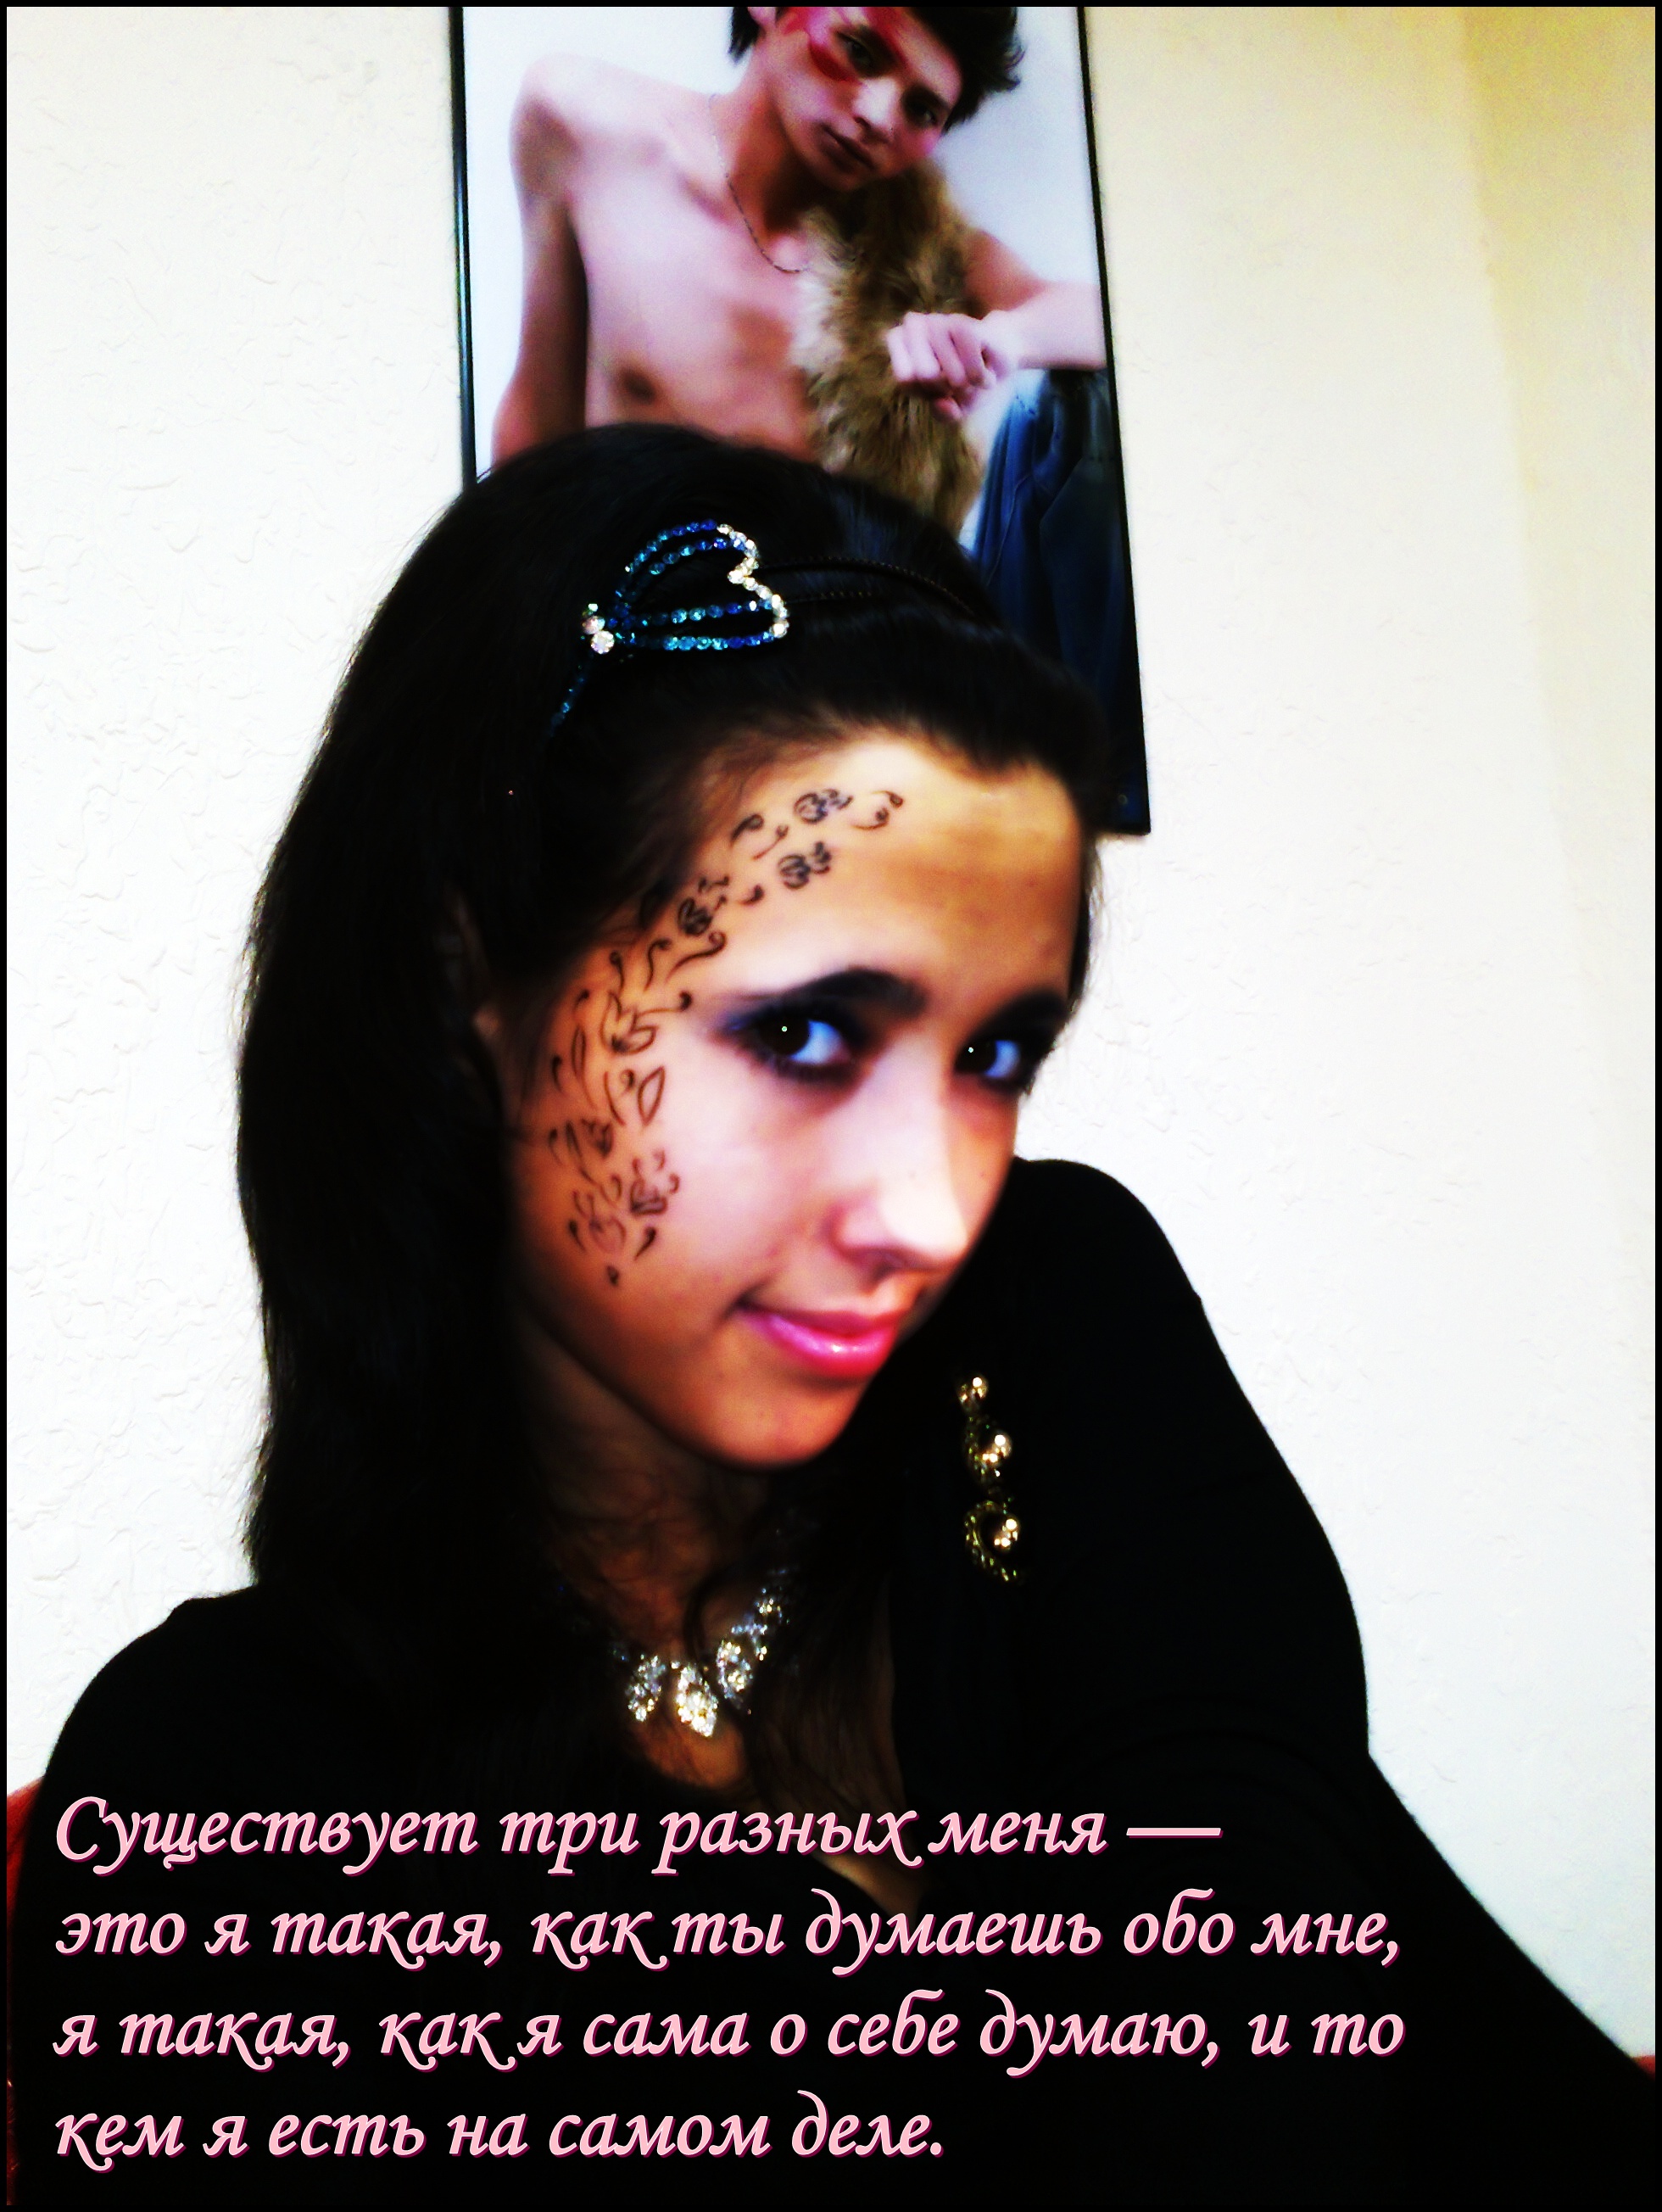 Существует три разных меня —
это я такая, как ты думаешь обо мне,
я такая, как я сама о себе думаю, и то
кем я есть на самом деле.